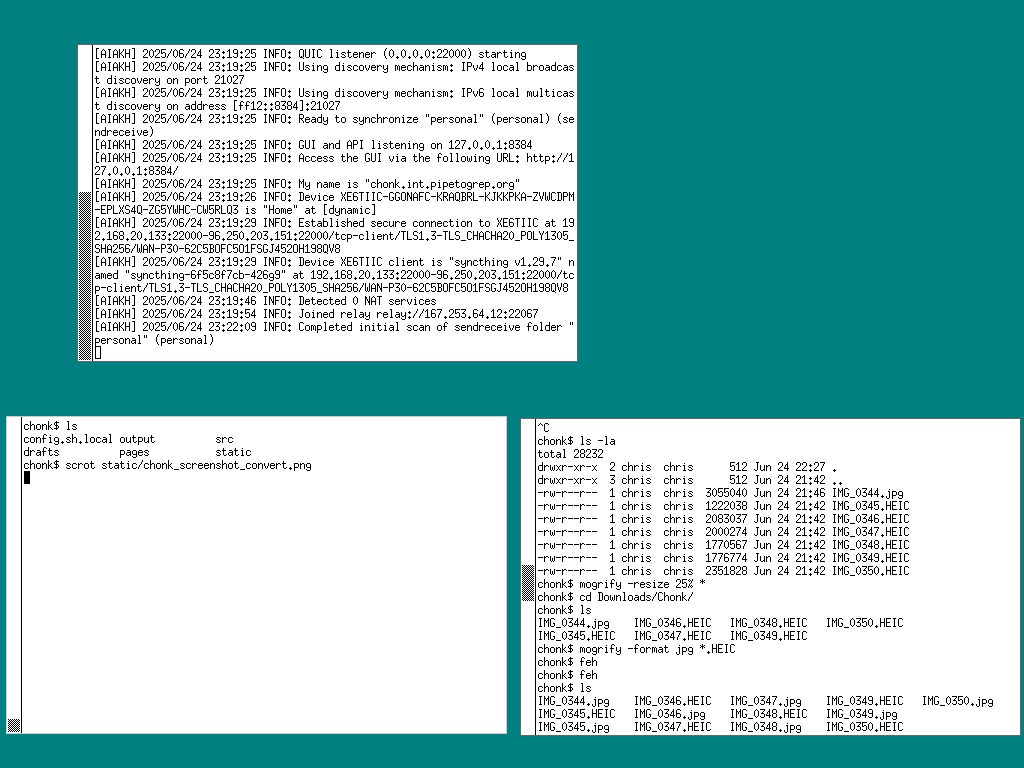 [AIAKH] 2025/06/24 23:19:25 INFO: QUIC listener (0.0.0.0:22000) starting
[AIAKH] 2025/06/24 23:19:25 INFO: Using discovery mechanism: IPv4 local broadcas
t discovery on port 21027
[AIAKH] 2025/06/24 23:19:25 INFO: Using discovery mechanism: IPv6 local multicas
t discovery on address [ff12::8384]:21027
[AIAKH] 2025/06/24 23:19:25 INFO: Ready to synchronize "personal" (personal) (se
ndreceive)
[AIAKH] 2025/06/24 23:19:25 INFO: GUI and API listening on 127.0.0.1:8384
[AIAKH] 2025/06/24 23:19:25 INFO: Access the GUI via the following URL: http://1
27.0.0.1:8384/
[AIAKH] 2025/06/24 23:19:25 INFO: My name is "chonk.int.pipetogrep.org"
[AIAKH] 2025/06/24 23:19:26 INFO: Device XE6TIIC-GGONAFC-KRAQBRL-KJKKPKA-ZVWCDPM
-EPLXS4Q-ZG5YWHC-CW5RLQ3 is "Home" at [dynamic]
[AIAKH] 2025/06/24 23:19:29 INFO: Established secure connection to XE6TIIC at 19
2.168.20.133:22000-96.250.203.151:22000/tcp-client/TLS1.3-TLS_CHACHA20_POLY1305_
SHA256/WAN-P30-62C5BOFC5O1FSGJ452OH198QV8
[AIAKH] 2025/06/24 23:19:29 INFO: Device XE6TIIC client is "syncthing v1.29.7" n
amed "syncthing-6f5c8f7cb-426g9" at 192.168.20.133:22000-96.250.203.151:22000/tc
p-client/TLS1.3-TLS_CHACHA20_POLY1305_SHA256/WAN-P30-62C5BOFC5O1FSGJ452OH198QV8
[AIAKH] 2025/06/24 23:19:46 INFO: Detected 0 NAT services
[AIAKH] 2025/06/24 23:19:54 INFO: Joined relay relay://167.253.64.12:22067
[AIAKH] 2025/06/24 23:22:09 INFO: Completed initial scan of sendreceive folder "
personal" (personal)
chonk$ ls
config.sh.local output src
drafts pages static
chonk$ scrot static/chonk_screenshot_convert.png
^C
chonk$ ls -la
total 28232
drwxr-xr-x 2 chris chris 512 Jun 24 22:27 .
drwxr-xr-x 3 chris chris 512 Jun 24 21:42 ..
-rw-r--r-- 1 chris chris 3055040 Jun 24 21:46 IMG_0344.jpg
-rw-r--r-- 1 chris chris 1222038 Jun 24 21:42 IMG_0345.HEIC
-rw-r--r-- 1 chris chris 2083037 Jun 24 21:42 IMG_0346.HEIC
-rw-r--r-- 1 chris chris 2000274 Jun 24 21:42 IMG_0347.HEIC
-rw-r--r-- 1 chris chris 1770567 Jun 24 21:42 IMG_0348.HEIC
-rw-r--r-- 1 chris chris 1776774 Jun 24 21:42 IMG_0349.HEIC
-rw-r--r-- 1 chris chris 2351828 Jun 24 21:42 IMG_0350.HEIC
chonk$ mogrify -resize 25% *
chonk$ cd Downloads/Chonk/
chonk$ ls
IMG_0344.jpg IMG_0346.HEIC IMG_0348.HEIC IMG_0350.HEIC
IMG_0345.HEIC IMG_0347.HEIC IMG_0349.HEIC
chonk$ mogrify -format jpg *.HEIC
chonk$ feh
chonk$ feh
chonk$ ls
IMG_0344.jpg IMG_0346.HEIC IMG_0347.jpg IMG_0349.HEIC IMG_0350.jpg
IMG_0345.HEIC IMG_0346.jpg IMG_0348.HEIC IMG_0349.jpg
IMG_0345.jpg IMG_0347.HEIC IMG_0348.jpg IMG_0350.HEIC